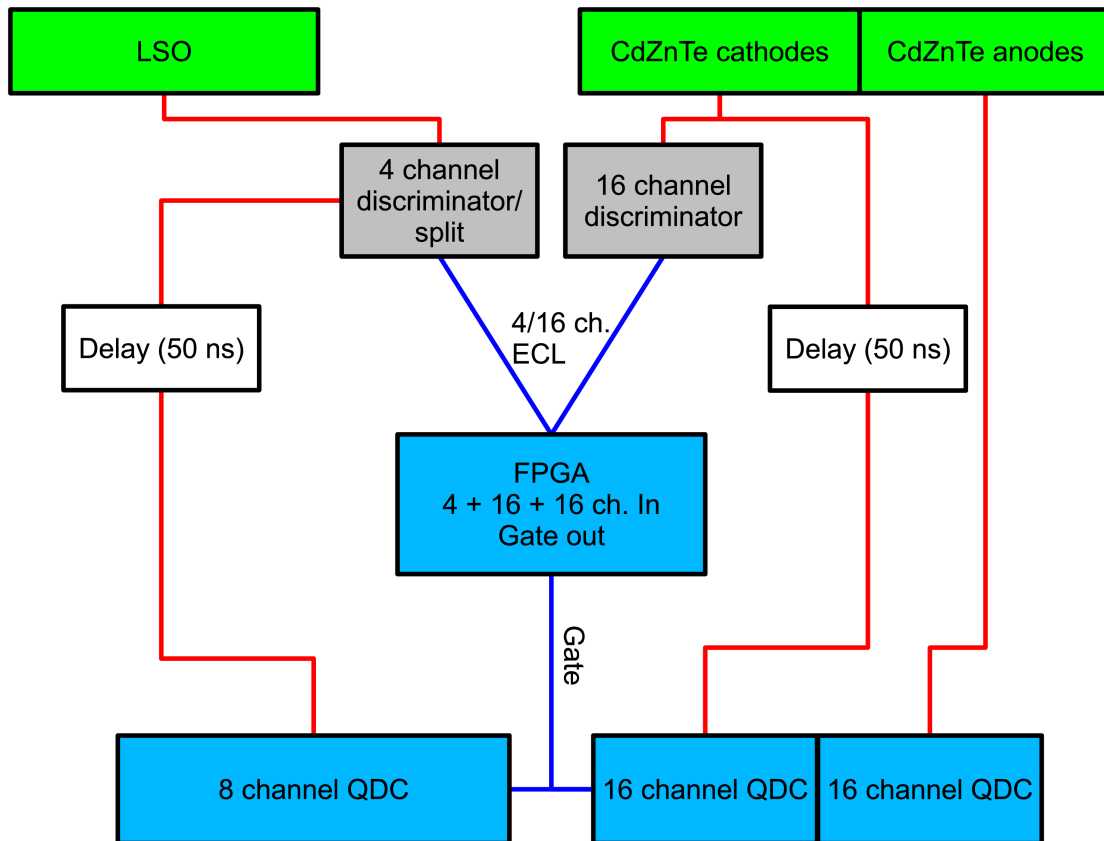 LSO
CdZnTe cathodes
CdZnTe anodes
4 channel
discriminator/
split
16 channel
discriminator
4/16 ch.
ECL
Delay (50 ns)
Delay (50 ns)
FPGA
4 + 16 + 16 ch. In
Gate out
Gate
8 channel QDC
16 channel QDC
16 channel QDC